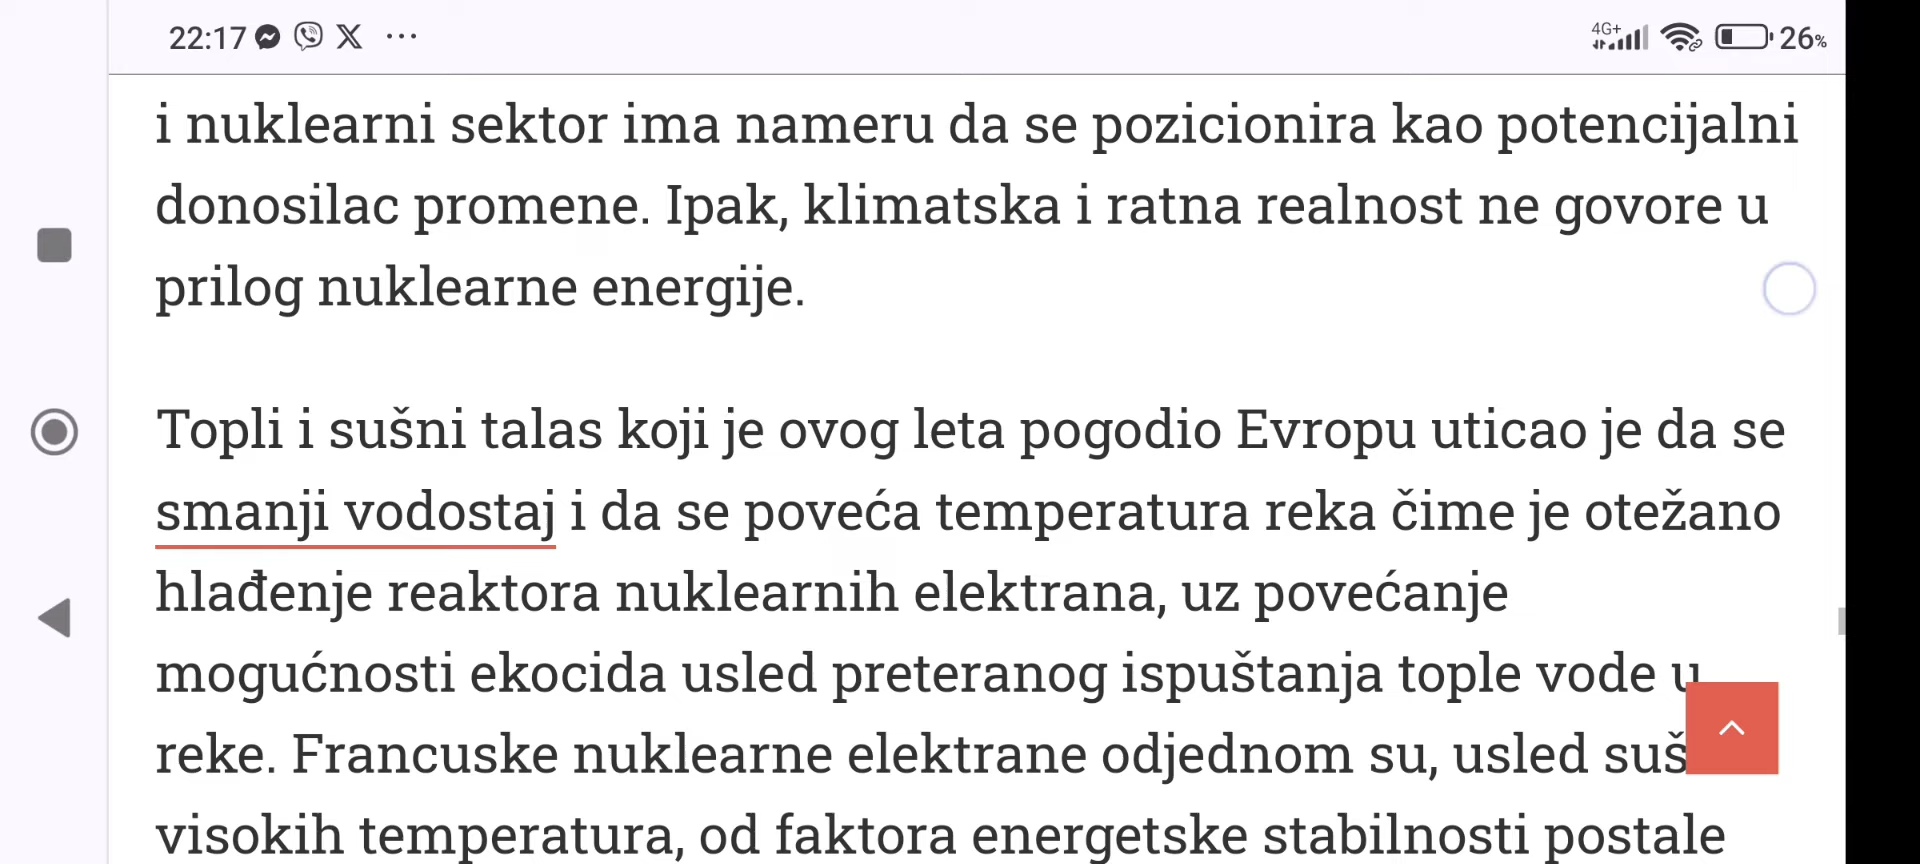 22:17 ... 4G+ 26%
i nuklearni sektor ima nameru da se pozicionira kao potencijalni
donosilac promene. Ipak, klimatska i ratna realnost ne govore u
prilog nuklearne energije.
Topli i sušni talas koji je ovog leta pogodio Evropu uticao je da se
smanji vodostaj i da se poveća temperatura reka čime je otežano
hlađenje reaktora nuklearnih elektrana, uz povećanje
mogućnosti ekocida usled preteranog ispuštanja tople vode u
reke. Francuske nuklearne elektrane odjednom su, usled
visokih temperatura, od faktora energetske stabilnosti postale